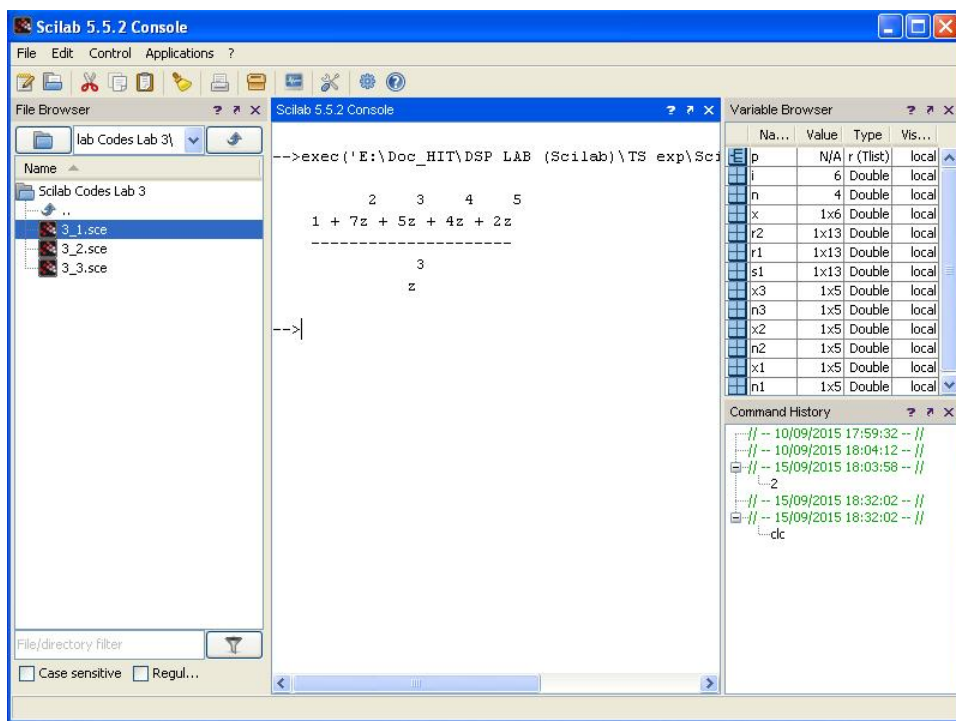 Scilab 5.5.2 Console
File Edit Control Applications ?
File Browser ? X
lab Codes Lab 3\
Name
Scilab Codes Lab 3
..
3_1.sce
3_2.sce
3_3.sce
File/directory filter
Case sensitive Regul...
Scilab 5.5.2 Console ? X
-->exec('E:\Doc_HIT\DSP LAB (Scilab)\TS exp\Sci
2 3 4 5
1 + 7z + 5z + 4z + 2z
---------------------
3
z
-->
Variable Browser ? X
Na... Value Type Vis...
p N/A r (Tlist) local
i 6 Double local
n 4 Double local
x 1x6 Double local
r2 1x13 Double local
r1 1x13 Double local
s1 1x13 Double local
x3 1x5 Double local
n3 1x5 Double local
x2 1x5 Double local
n2 1x5 Double local
x1 1x5 Double local
n1 1x5 Double local
Command History ? X
// -- 10/09/2015 17:59:32 -- //
// -- 10/09/2015 18:04:12 -- //
// -- 15/09/2015 18:03:58 -- //
2
// -- 15/09/2015 18:32:02 -- //
// -- 15/09/2015 18:32:02 -- //
clc